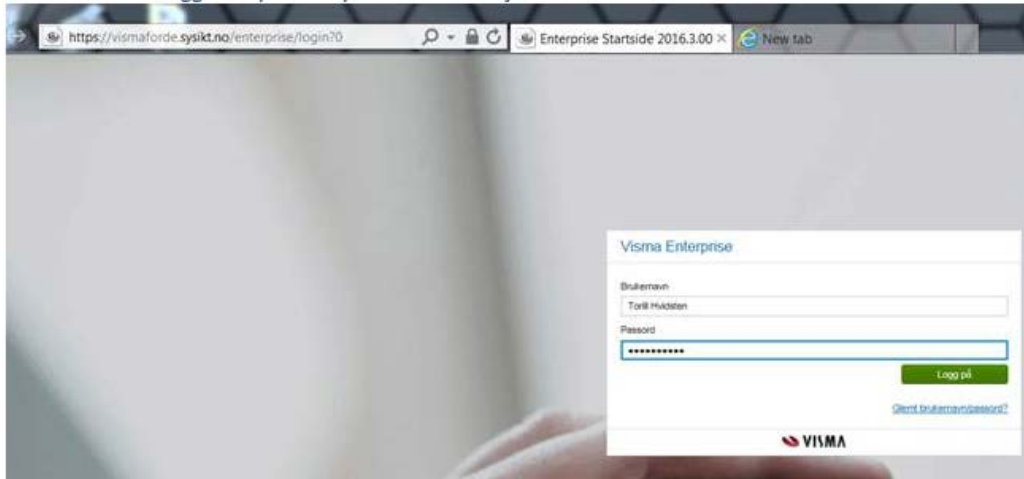 https://vismaforde.sysikt.no/enterprise/login?0
Enterprise Startside 2016.3.00
New tab
Visma Enterprise
Brukernavn
Torill Hvidsten
Passord
••••••••••
Logg på
Glemt brukernavn/passord?
VISMA